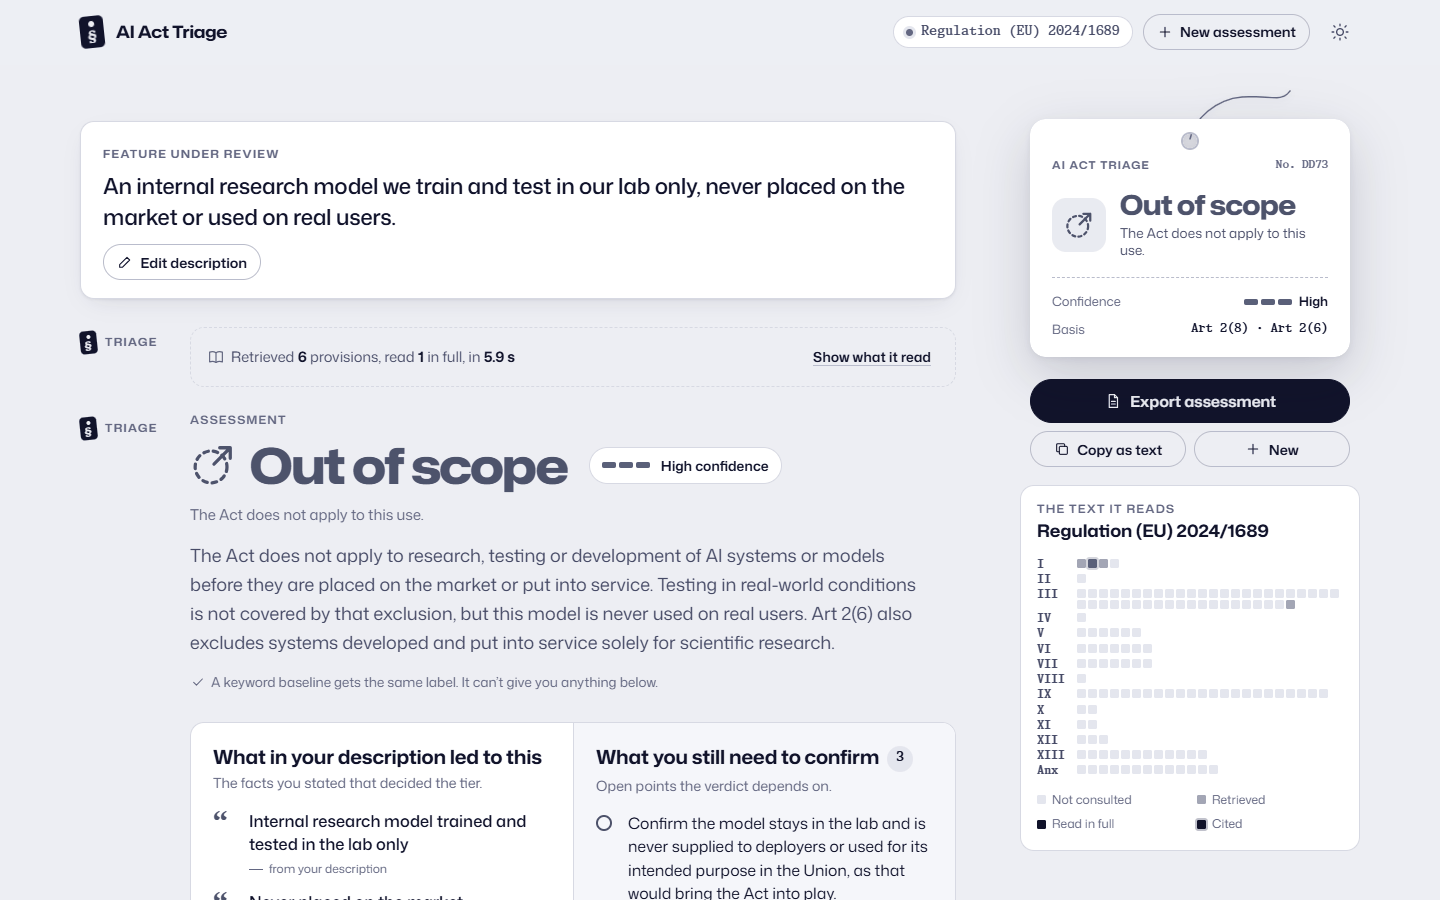 AI Act Triage
Regulation (EU) 2024/1689
New assessment
FEATURE UNDER REVIEW
An internal research model we train and test in our lab only, never placed on the
market or used on real users.
Edit description
TRIAGE
Retrieved 6 provisions, read 1 in full, in 5.9 s
Show what it read
TRIAGE
ASSESSMENT
Out of scope
High confidence
The Act does not apply to this use.
The Act does not apply to research, testing or development of AI systems or models
before they are placed on the market or put into service. Testing in real-world conditions
is not covered by that exclusion, but this model is never used on real users. Art 2(6) also
excludes systems developed and put into service solely for scientific research.
A keyword baseline gets the same label. It can't give you anything below.
What in your description led to this
The facts you stated that decided the tier.
“ Internal research model trained and
tested in the lab only
— from your description
“ Never placed on the market
What you still need to confirm 3
Open points the verdict depends on.
Confirm the model stays in the lab and is
never supplied to deployers or used for its
intended purpose in the Union, as that
would bring the Act into play.
AI ACT TRIAGE
No. DD73
Out of scope
The Act does not apply to this
use.
Confidence
High
Basis
Art 2(8) · Art 2(6)
Export assessment
Copy as text
New
THE TEXT IT READS
Regulation (EU) 2024/1689
I
II
III
IV
V
VI
VII
VIII
IX
X
XI
XII
XIII
Anx
Not consulted
Retrieved
Read in full
Cited